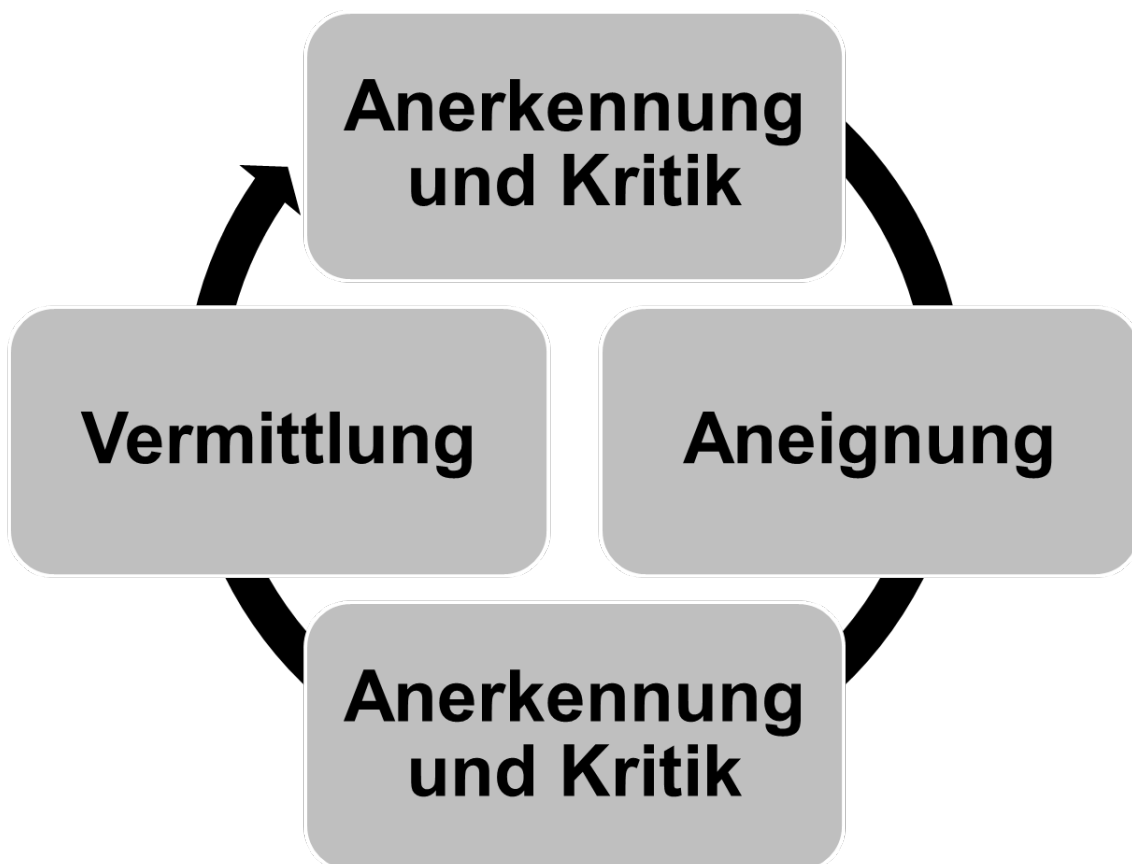 Anerkennung
und Kritik
Vermittlung
Aneignung
Anerkennung
und Kritik